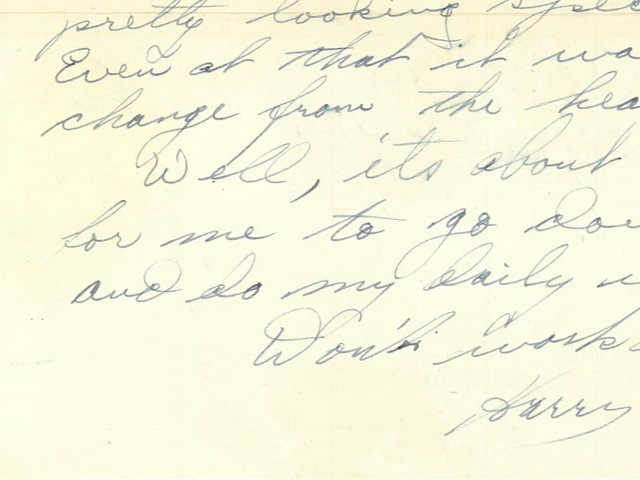 pretty looking spec
Even at that it wa
change from the hea
Well, its about
for me to go dow
and do my daily
Don't work
Harry